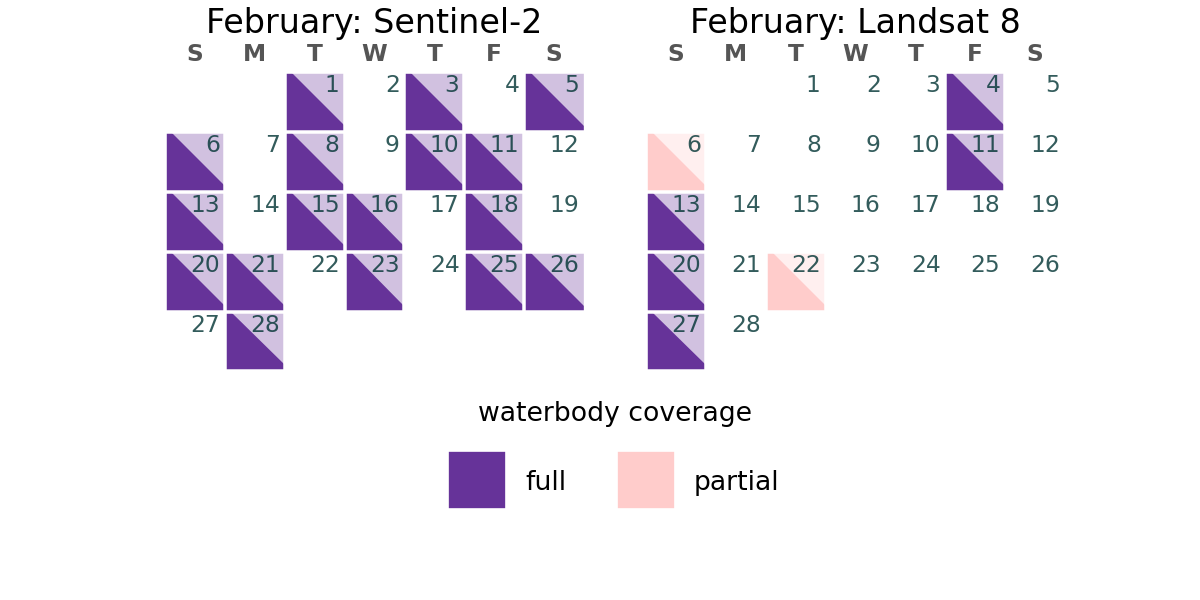 February: Sentinel-2
S M T W T F S
1 2 3 4 5
6 7 8 9 10 11 12
13 14 15 16 17 18 19
20 21 22 23 24 25 26
27 28
February: Landsat 8
S M T W T F S
1 2 3 4 5
6 7 8 9 10 11 12
13 14 15 16 17 18 19
20 21 22 23 24 25 26
27 28
waterbody coverage
full partial